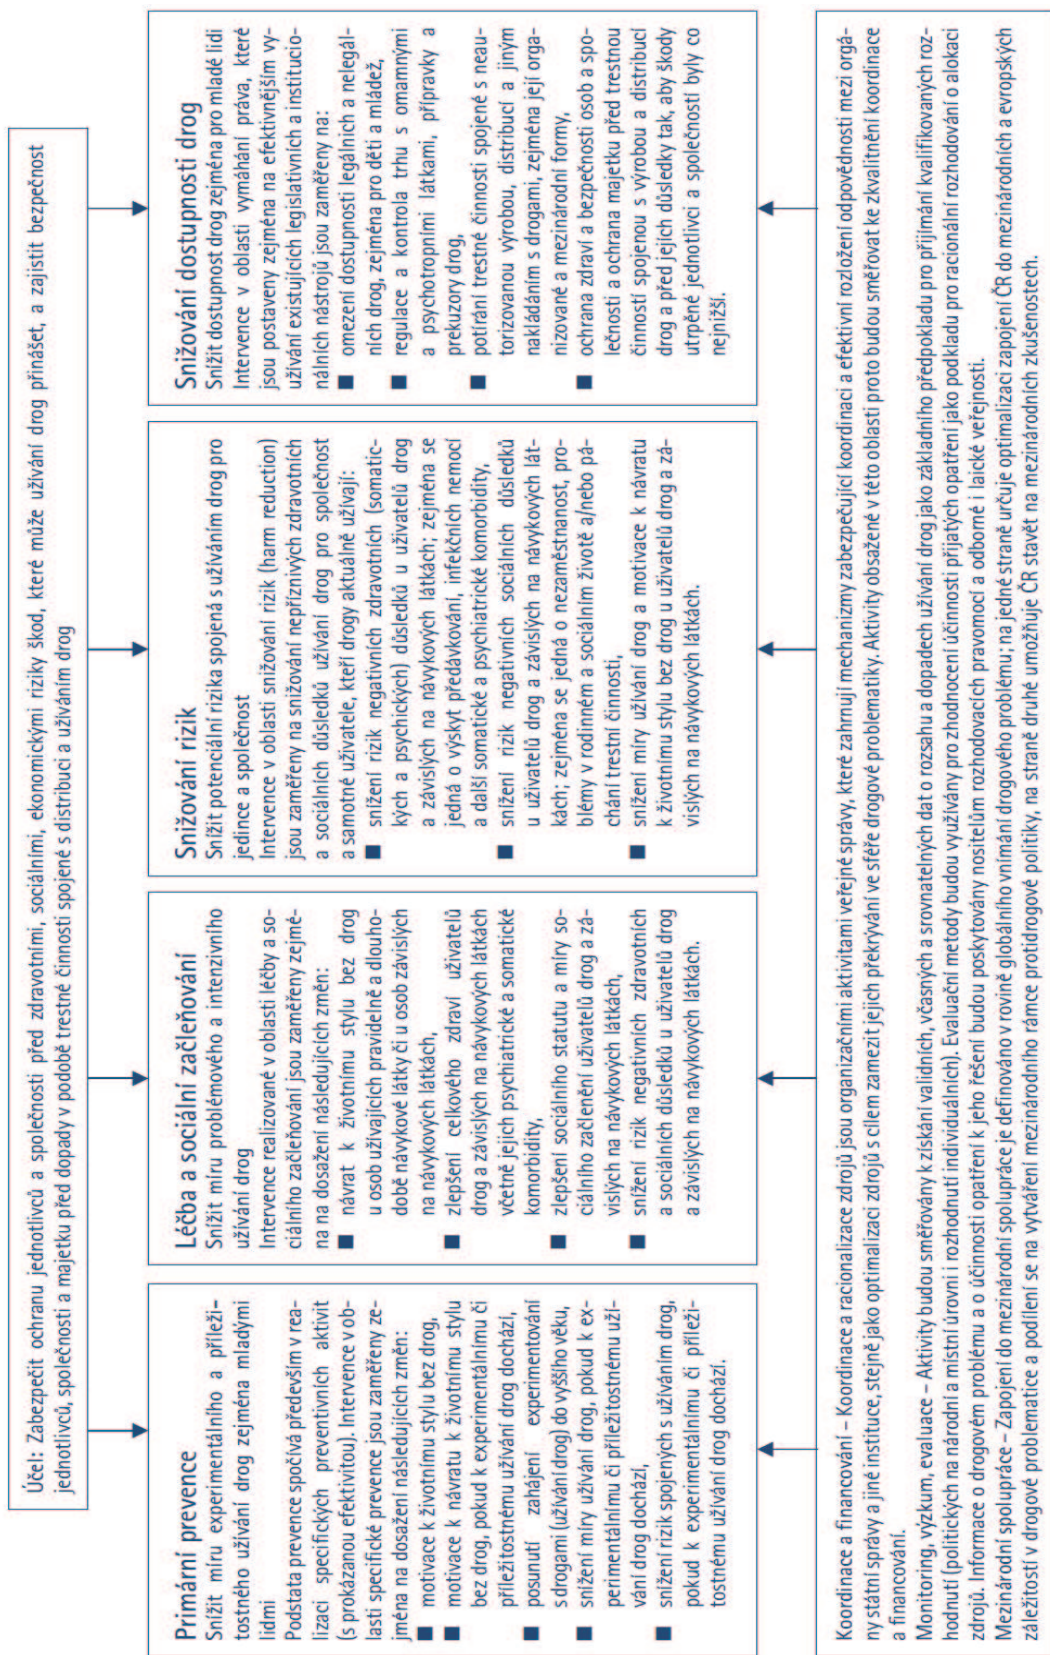 Účel: Zabezpečit ochranu jednotlivců a společnosti před zdravotními, sociálními, ekonomickými riziky škod, které může užívání drog přinášet, a zajistit bezpečnost
jednotlivců, společnosti a majetku před dopady v podobě trestné činnosti spojené s distribucí a užíváním drog
Primární prevence
Snížit míru experimentálního a příleži-
tostného užívání drog zejména mladými
lidmi
Podstata prevence spočívá především v rea-
lizaci specifických preventivních aktivit
(s prokázanou efektivitou). Intervence v ob-
lasti specifické prevence jsou zaměřeny ze-
jména na dosažení následujících změn:
■ motivace k životnímu stylu bez drog,
■ motivace k návratu k životnímu stylu
bez drog, pokud k experimentálnímu či
příležitostnému užívání drog dochází,
■ posunutí zahájení experimentování
s drogami (užívání drog) do vyššího věku,
■ snížení míry užívání drog, pokud k ex-
perimentálnímu či příležitostnému uží-
vání drog dochází,
■ snížení rizik spojených s užíváním drog,
pokud k experimentálnímu či příleži-
tostnému užívání drog dochází.
Léčba a sociální začleňování
Snížit míru problémového a intenzivního
užívání drog
Intervence realizované v oblasti léčby a so-
ciálního začleňování jsou zaměřeny zejmé-
na na dosažení následujících změn:
■ návrat k životnímu stylu bez drog
u osob užívajících pravidelně a dlouho-
době návykové látky či u osob závislých
na návykových látkách,
■ zlepšení celkového zdraví uživatelů
drog a závislých na návykových látkách
včetně jejich psychiatrické a somatické
komorbidity,
■ zlepšení sociálního statutu a míry so-
ciálního začlenění uživatelů drog a zá-
vislých na návykových látkách,
■ snížení rizik negativních zdravotních
a sociálních důsledků u uživatelů drog
a závislých na návykových látkách.
Snižování rizik
Snížit potenciální rizika spojená s užíváním drog pro
jedince a společnost
Intervence v oblasti snižování rizik (harm reduction)
jsou zaměřeny na snižování nepříznivých zdravotních
a sociálních důsledků užívání drog pro společnost
a samotné uživatele, kteří drogy aktuálně užívají:
■ snížení rizik negativních zdravotních (somatic-
kých a psychických) důsledků u uživatelů drog
a závislých na návykových látkách; zejména se
jedná o výskyt předávkování, infekčních nemocí
a další somatické a psychiatrické komorbidity,
■ snížení rizik negativních sociálních důsledků
u uživatelů drog a závislých na návykových lát-
kách; zejména se jedná o nezaměstnanost, pro-
blémy v rodinném a sociálním životě a/nebo pá-
chání trestní činnosti,
■ snížení míry užívání drog a motivace k návratu
k životnímu stylu bez drog u uživatelů drog a zá-
vislých na návykových látkách.
Snižování dostupnosti drog
Snížit dostupnost drog zejména pro mladé lidi
Intervence v oblasti vymáhání práva, které
jsou postaveny zejména na efektivnějším vy-
užívání existujících legislativních a institucio-
nálních nástrojů jsou zaměřeny na:
■ omezení dostupnosti legálních a nelegál-
ních drog, zejména pro děti a mládež,
■ regulace a kontrola trhu s omamnými
a psychotropními látkami, přípravky a
prekuzory drog,
■ potírání trestné činnosti spojené s neau-
torizovanou výrobou, distribucí a jiným
nakládáním s drogami, zejména její orga-
nizované a mezinárodní formy,
■ ochrana zdraví a bezpečnosti osob a spo-
lečnosti a ochrana majetku před trestnou
činností spojenou s výrobou a distribucí
drog a před jejich důsledky tak, aby škody
utrpěné jednotlivci a společností byly co
nejnižší.
Koordinace a financování – Koordinace a racionalizace zdrojů jsou organizačními aktivitami veřejné správy, které zahrnují mechanizmy zabezpečující koordinaci a efektivní rozložení odpovědnosti mezi orgá-
ny státní správy a jiné instituce, stejně jako optimalizaci zdrojů s cílem zamezit jejich překrývání ve sféře drogové problematiky. Aktivity obsažené v této oblasti proto budou směřovat ke zkvalitnění koordinace
a financování.
Monitoring, výzkum, evaluace – Aktivity budou směřovány k získání validních, včasných a srovnatelných dat o rozsahu a dopadech užívání drog jako základního předpokladu pro přijímání kvalifikovaných roz-
hodnutí (politických na národní a místní úrovni i rozhodnutí individuálních). Evaluační metody budou využívány pro zhodnocení účinnosti přijatých opatření jako podkladu pro racionální rozhodování o alokaci
zdrojů. Informace o drogovém problému a o účinnosti opatření k jeho řešení budou poskytovány nositelům rozhodovacích pravomocí a odborné i laické veřejnosti.
Mezinárodní spolupráce – Zapojení do mezinárodní spolupráce je definováno v rovině globálního vnímání drogového problému; na jedné straně určuje optimalizaci zapojení ČR do mezinárodních a evropských
záležitostí v drogové problematice a podílení se na vytváření mezinárodního rámce protidrogové politiky, na straně druhé umožňuje ČR stavět na mezinárodních zkušenostech.